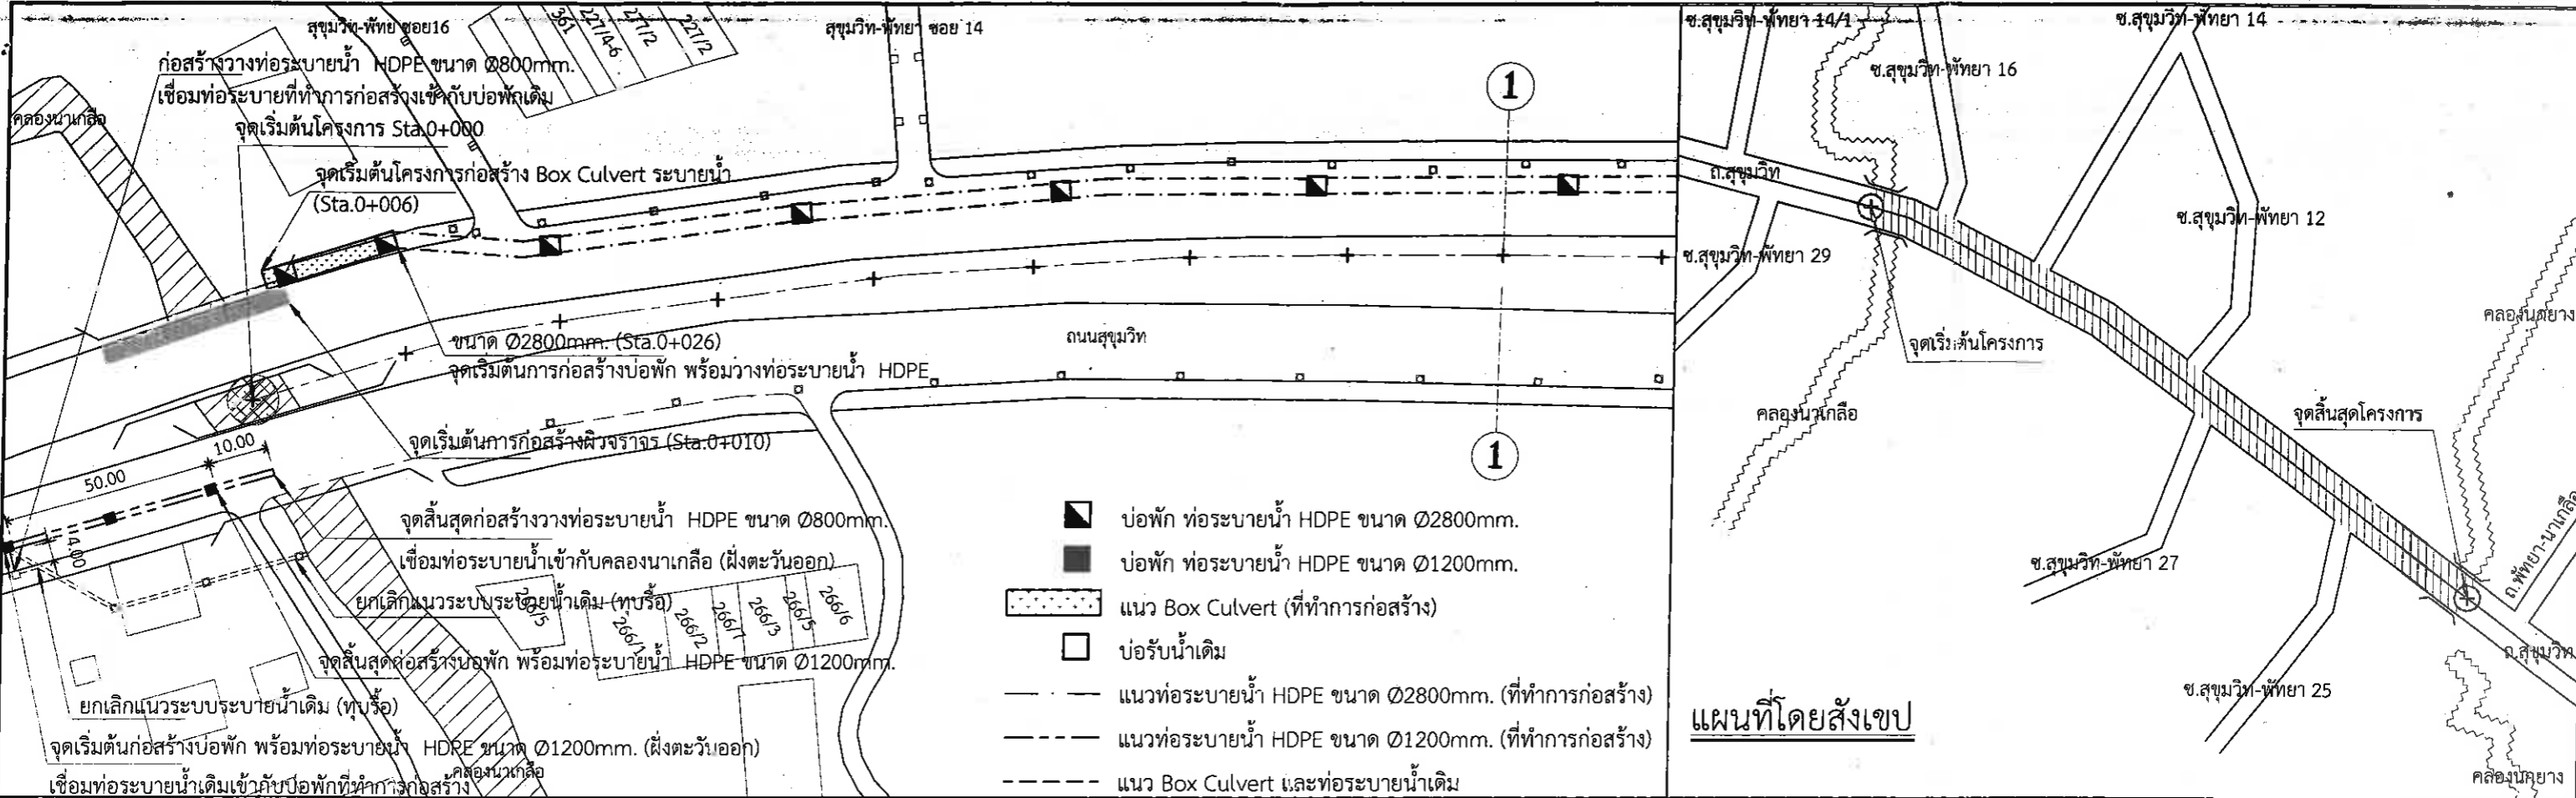 สุขุมวิท-พัทย ซอย16
361
227/4-6
277/2
227/2
สุขุมวิท-พัทยา ซอย 14
ก่อสร้างวางท่อระบายน้ำ HDPE ขนาด Ø800mm.
เชื่อมท่อระบายที่ทำการก่อสร้างเข้ากับบ่อพักเดิม
คลองนาเกลือ
จุดเริ่มต้นโครงการ Sta.0+000
จุดเริ่มต้นโครงการก่อสร้าง Box Culvert ระบายน้ำ
(Sta.0+006)
1
ขนาด Ø2800mm. (Sta.0+026)
จุดเริ่มต้นการก่อสร้างบ่อพัก พร้อมวางท่อระบายน้ำ HDPE
ถนนสุขุมวิท
จุดเริ่มต้นการก่อสร้างผิวจราจร (Sta.0+010)
1
10.00
50.00
4.00
จุดสิ้นสุดก่อสร้างวางท่อระบายน้ำ HDPE ขนาด Ø800mm.
เชื่อมท่อระบายน้ำเข้ากับคลองนาเกลือ (ฝั่งตะวันออก)
ยกเลิกแนวระบบระบายน้ำเดิม (ทุบรื้อ)
266/1
266/2
266/3
266/5
266/6
จุดสิ้นสุดก่อสร้างบ่อพัก พร้อมท่อระบายน้ำ HDPE ขนาด Ø1200mm.
ยกเลิกแนวระบบระบายน้ำเดิม (ทุบรื้อ)
จุดเริ่มต้นก่อสร้างบ่อพัก พร้อมท่อระบายน้ำ HDPE ขนาด Ø1200mm. (ฝั่งตะวันออก)
คลองนาเกลือ
เชื่อมท่อระบายน้ำเดิมเข้ากับบ่อพักที่ทำการก่อสร้าง
บ่อพัก ท่อระบายน้ำ HDPE ขนาด Ø2800mm.
บ่อพัก ท่อระบายน้ำ HDPE ขนาด Ø1200mm.
แนว Box Culvert (ที่ทำการก่อสร้าง)
บ่อรับน้ำเดิม
แนวท่อระบายน้ำ HDPE ขนาด Ø2800mm. (ที่ทำการก่อสร้าง)
แนวท่อระบายน้ำ HDPE ขนาด Ø1200mm. (ที่ทำการก่อสร้าง)
แนว Box Culvert และท่อระบายน้ำเดิม
ซ.สุขุมวิท-พัทยา 14/1
ซ.สุขุมวิท-พัทยา 14
ซ.สุขุมวิท-พัทยา 16
ถ.สุขุมวิท
ซ.สุขุมวิท-พัทยา 12
ซ.สุขุมวิท-พัทยา 29
คลองนกยาง
จุดเริ่มต้นโครงการ
คลองนาเกลือ
จุดสิ้นสุดโครงการ
ซ.สุขุมวิท-พัทยา 27
ถ.พัทยา-นาเกลือ
ถ.สุขุมวิท
ซ.สุขุมวิท-พัทยา 25
แผนที่โดยสังเขป
คลองนกยาง